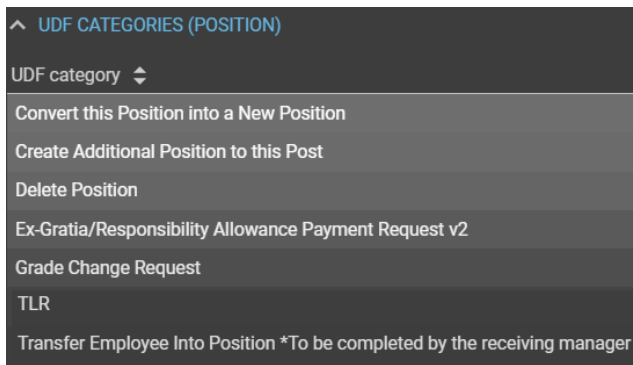 UDF CATEGORIES (POSITION)
UDF category
Convert this Position into a New Position
Create Additional Position to this Post
Delete Position
Ex-Gratia/Responsibility Allowance Payment Request v2
Grade Change Request
TLR
Transfer Employee Into Position *To be completed by the receiving manager